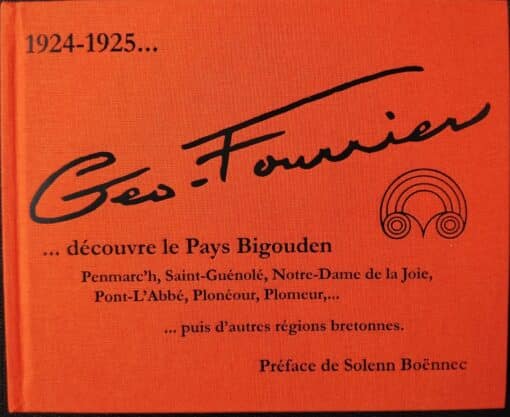 1924-1925...
Geo-Fourrier
... découvre le Pays Bigouden
Penmarc'h, Saint-Guénolé, Notre-Dame de la Joie,
Pont-L'Abbé, Plonéour, Plomeur,...
... puis d'autres régions bretonnes.
Préface de Solenn Boënnec